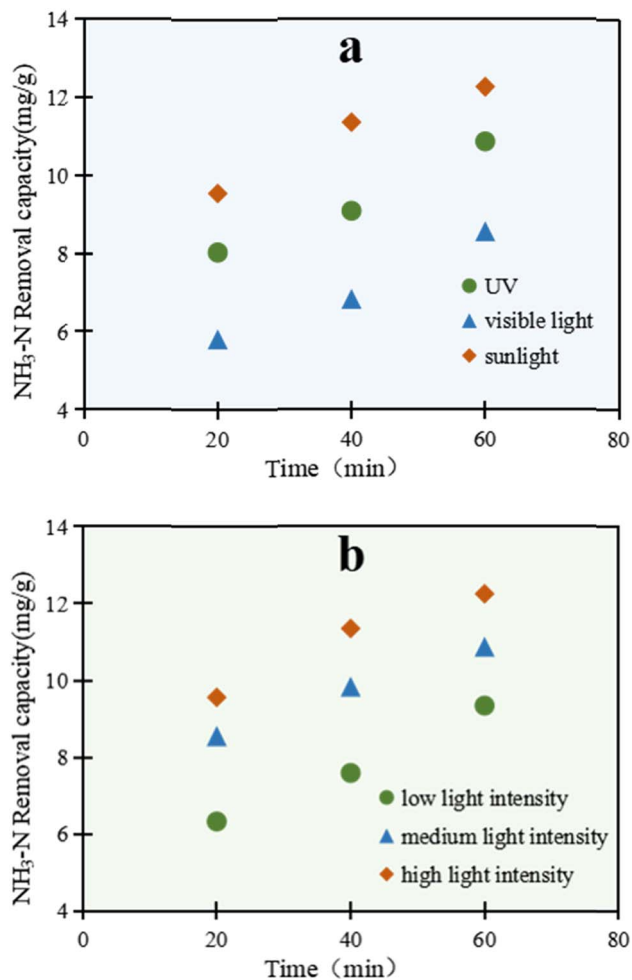 a
NH₃-N Removal capacity(mg/g)
14
12
10
8
6
4
UV
visible light
sunlight
0 20 40 60 80
Time（min）
b
NH₃-N Removal capacity(mg/g)
14
12
10
8
6
4
low light intensity
medium light intensity
high light intensity
0 20 40 60 80
Time（min）